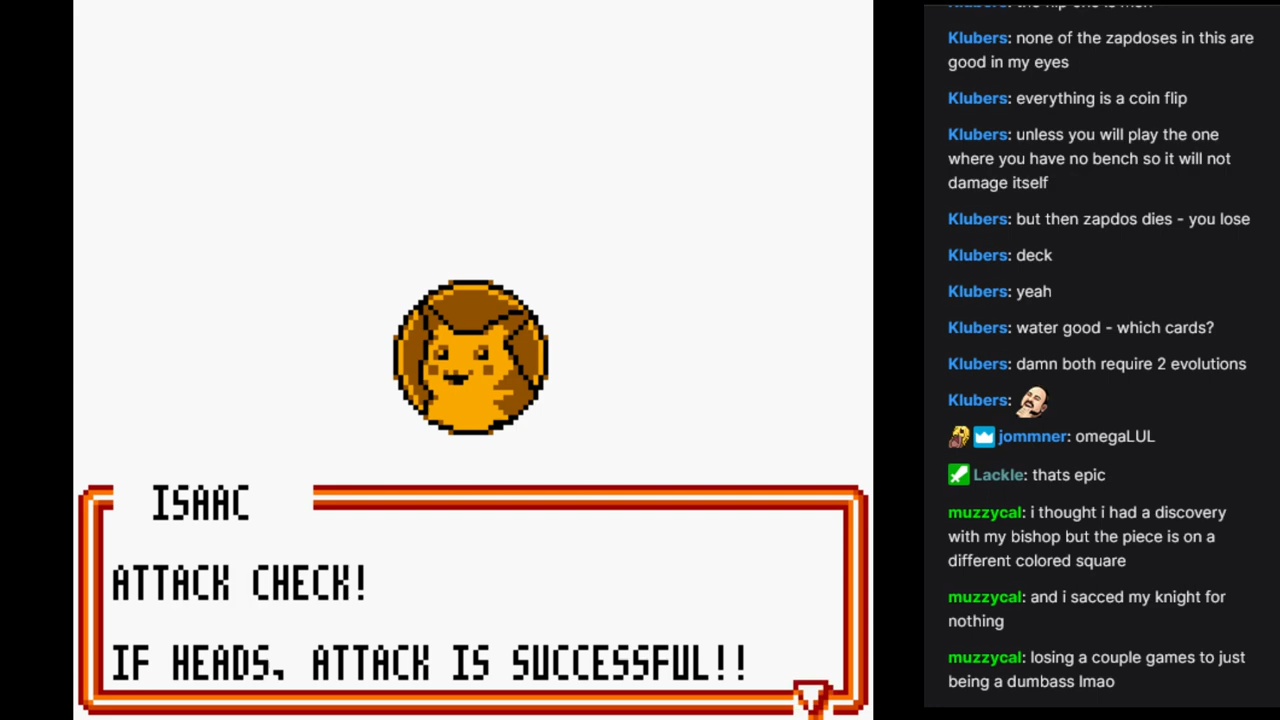 ISAAC
ATTACK CHECK!
IF HEADS, ATTACK IS SUCCESSFUL!!
Klubers: none of the zapdoses in this are
good in my eyes
Klubers: everything is a coin flip
Klubers: unless you will play the one
where you have no bench so it will not
damage itself
Klubers: but then zapdos dies - you lose
Klubers: deck
Klubers: yeah
Klubers: water good - which cards?
Klubers: damn both require 2 evolutions
Klubers:
jommner: omegaLUL
Lackle: thats epic
muzzycal: i thought i had a discovery
with my bishop but the piece is on a
different colored square
muzzycal: and i sacced my knight for
nothing
muzzycal: losing a couple games to just
being a dumbass lmao